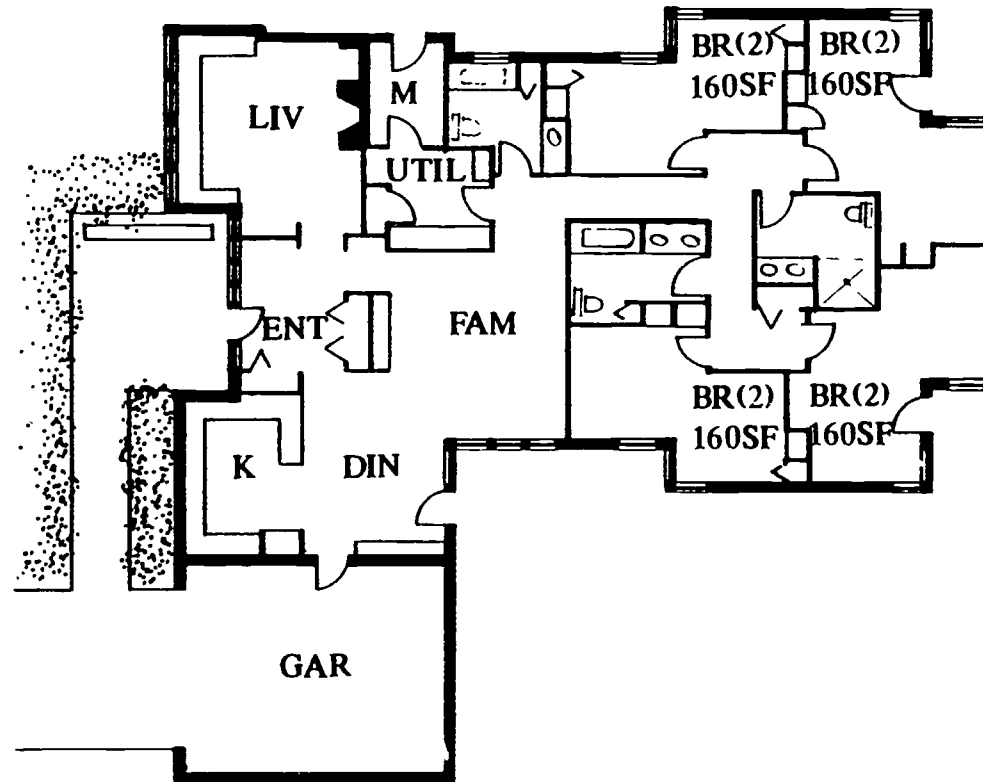 BR(2)
160SF
BR(2)
160SF
M
LIV
UTIL
ENT
FAM
BR(2)
160SF
BR(2)
160SF
K
DIN
GAR